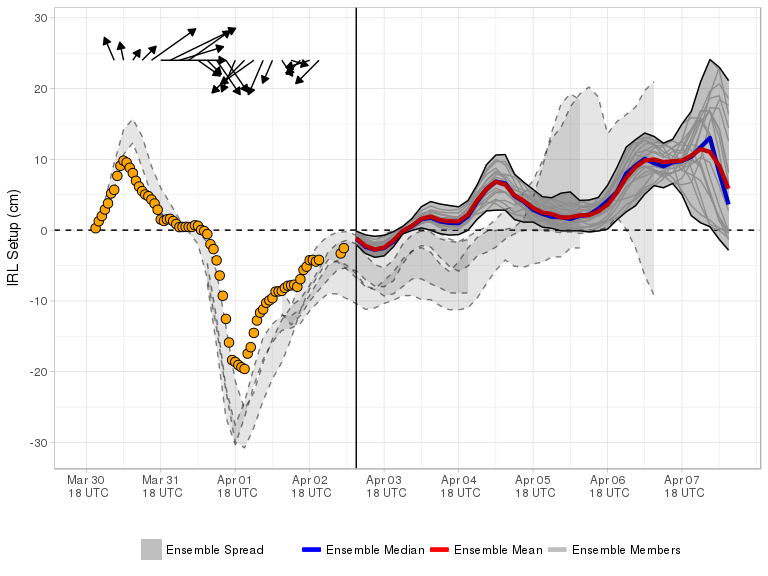 30
20
10
0
-10
-20
-30
IRL Setup (cm)
Mar 30 Mar 31 Apr 01 Apr 02 Apr 03 Apr 04 Apr 05 Apr 06 Apr 07
18 UTC 18 UTC 18 UTC 18 UTC 18 UTC 18 UTC 18 UTC 18 UTC 18 UTC
Ensemble Spread Ensemble Median Ensemble Mean Ensemble Members